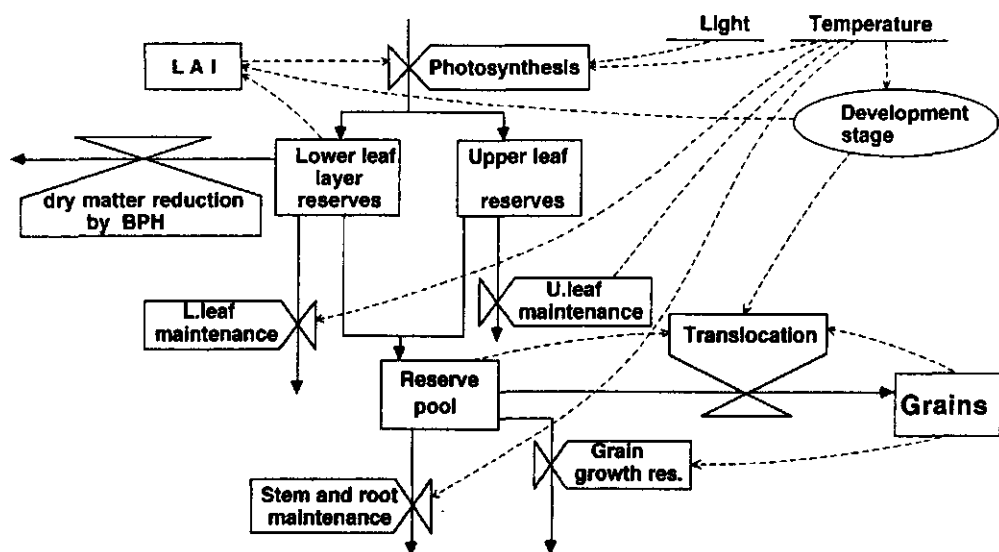 Light
Temperature
L A I
Photosynthesis
Development
stage
Lower leaf
layer
reserves
Upper leaf
reserves
dry matter reduction
by BPH
L.leaf
maintenance
U.leaf
maintenance
Translocation
Reserve
pool
Grains
Grain
growth res.
Stem and root
maintenance